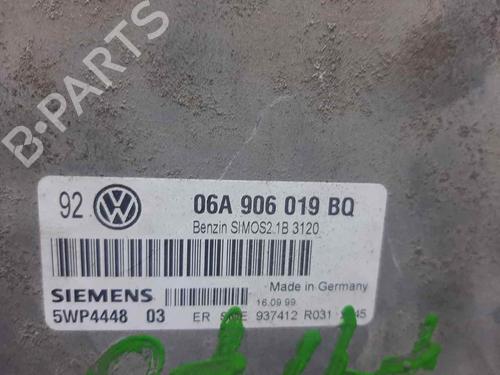 B-PARTS
92 VW 06A 906 019 BQ
Benzin SIMOS2.1B 3120
Made in Germany
SIEMENS
16.09.99
5WP4448 03 ER 937412 R031